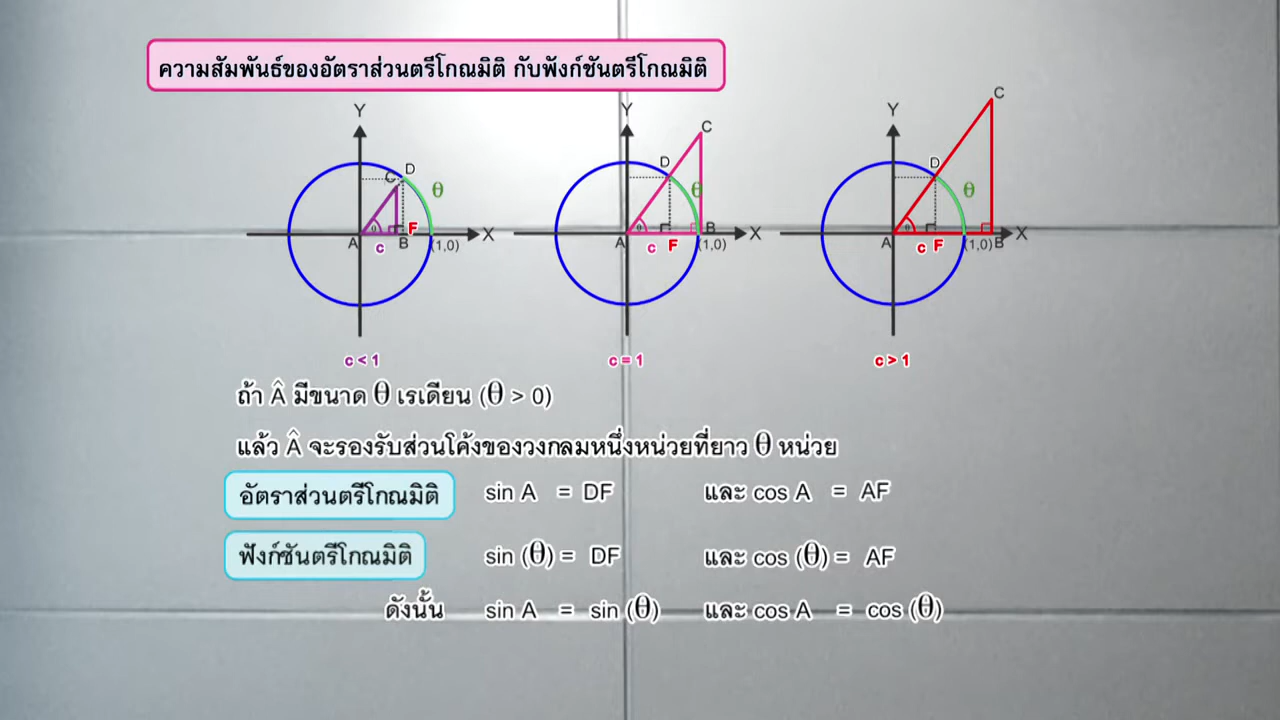 ความสัมพันธ์ของอัตราส่วนตรีโกณมิติ กับฟังก์ชันตรีโกณมิติ
Y Y Y
C D θ θ A c B F (1,0) X
C D θ θ A c F B (1,0) X
C D θ θ A c F (1,0) B X
c < 1 c = 1 c > 1
ถ้า Â มีขนาด θ เรเดียน (θ > 0)
แล้ว Â จะรองรับส่วนโค้งของวงกลมหนึ่งหน่วยที่ยาว θ หน่วย
อัตราส่วนตรีโกณมิติ sin A = DF และ cos A = AF
ฟังก์ชันตรีโกณมิติ sin (θ) = DF และ cos (θ) = AF
ดังนั้น sin A = sin (θ) และ cos A = cos (θ)